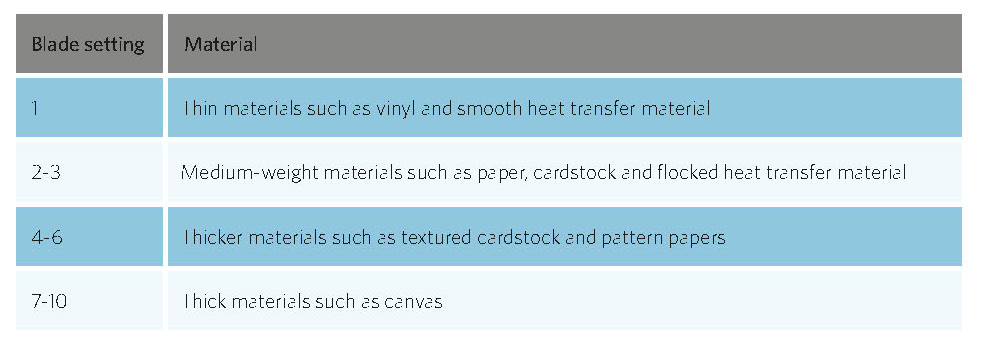 Blade setting Material
1 Thin materials such as vinyl and smooth heat transfer material
2-3 Medium-weight materials such as paper, cardstock and flocked heat transfer material
4-6 Thicker materials such as textured cardstock and pattern papers
7-10 Thick materials such as canvas